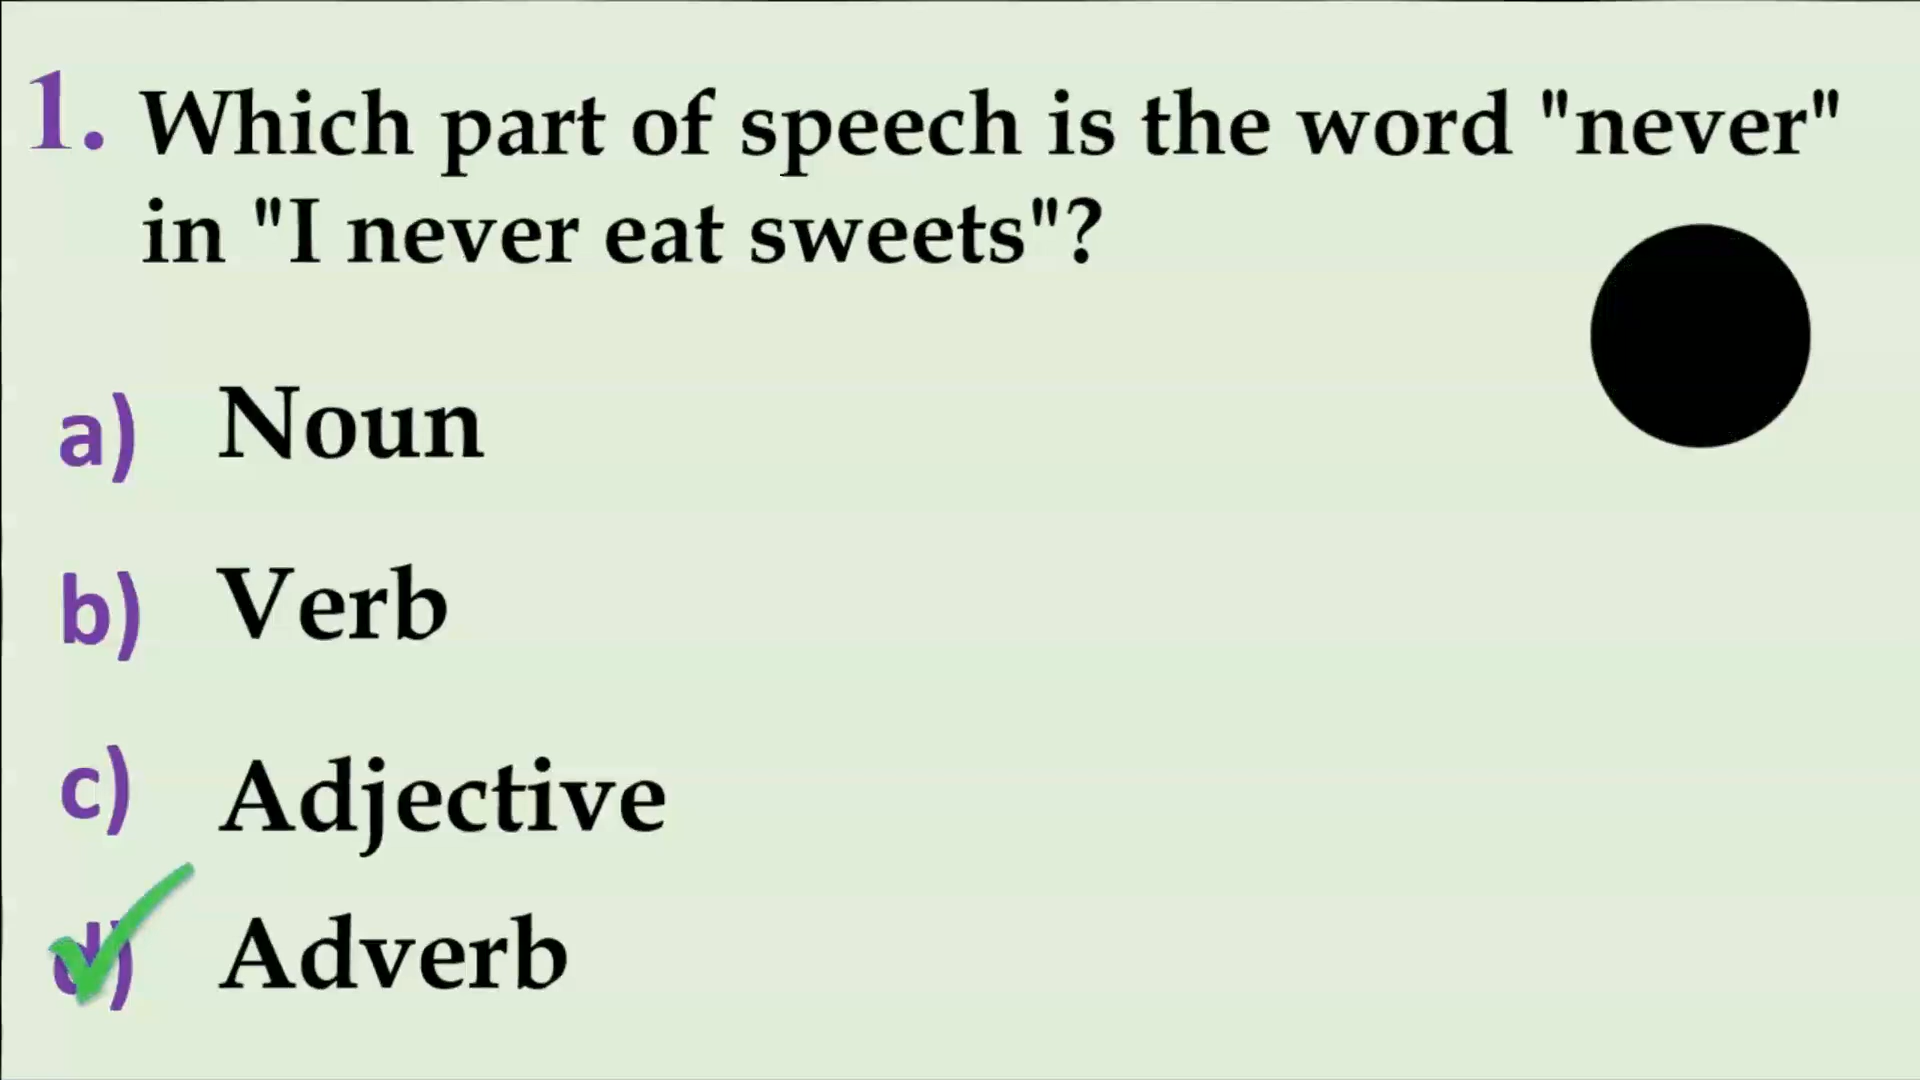 1. Which part of speech is the word "never"
in "I never eat sweets"?
a) Noun
b) Verb
c) Adjective
d) Adverb